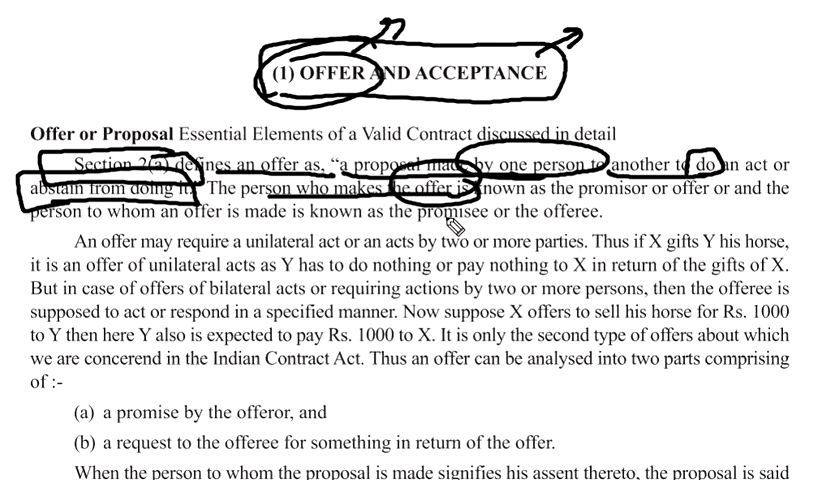 (1) OFFER AND ACCEPTANCE
Offer or Proposal Essential Elements of a Valid Contract discussed in detail
Section 2(a) defines an offer as, “a proposal made by one person to another to do an act or
abstain from doing it.” The person who makes the offer is known as the promisor or offer or and the
person to whom an offer is made is known as the promisee or the offeree.
An offer may require a unilateral act or an acts by two or more parties. Thus if X gifts Y his horse,
it is an offer of unilateral acts as Y has to do nothing or pay nothing to X in return of the gifts of X.
But in case of offers of bilateral acts or requiring actions by two or more persons, then the offeree is
supposed to act or respond in a specified manner. Now suppose X offers to sell his horse for Rs. 1000
to Y then here Y also is expected to pay Rs. 1000 to X. It is only the second type of offers about which
we are concerend in the Indian Contract Act. Thus an offer can be analysed into two parts comprising
of :-
(a) a promise by the offeror, and
(b) a request to the offeree for something in return of the offer.
When the person to whom the proposal is made signifies his assent thereto, the proposal is said